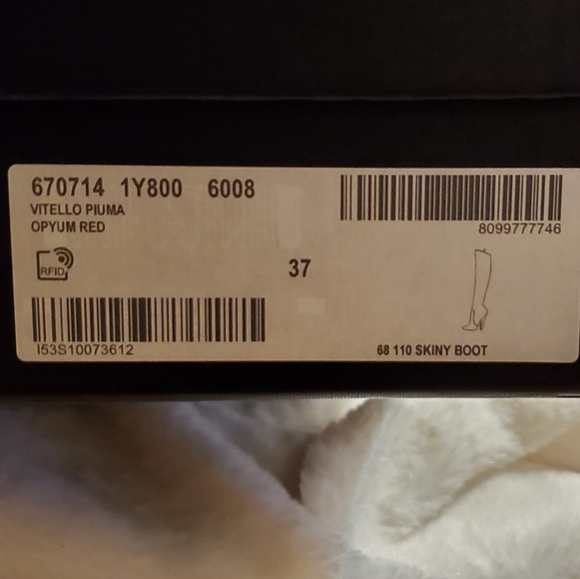 670714 1Y800 6008
VITELLO PIUMA
OPYUM RED
8099777746
RFID
37
I53S10073612
68 110 SKINY BOOT